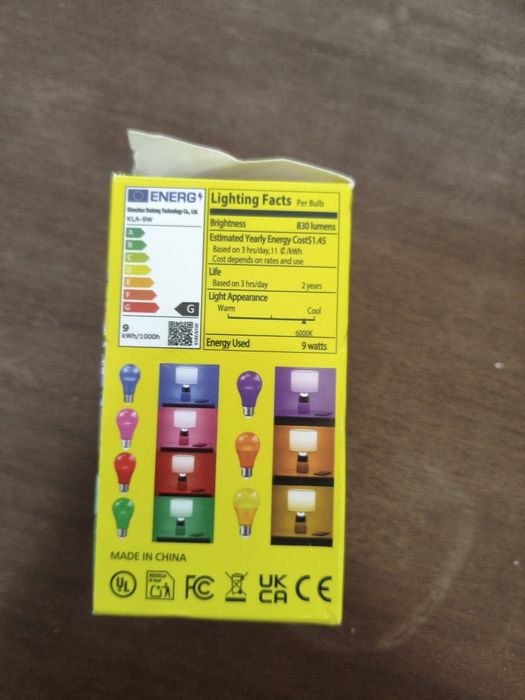 ENERG
KLA-9W
A
B
C
D
E
F
G
G
9
kWh/1000h
Lighting Facts Per Bulb
Brightness 830 lumens
Estimated Yearly Energy Cost$1.45
Based on 3 hrs/day,11 ₵/kWh
Cost depends on rates and use
Life
Based on 3 hrs/day 2 years
Light Appearance
Warm Cool
6000K
Energy Used 9 watts
MADE IN CHINA
UL
FC
UK
CA
CE